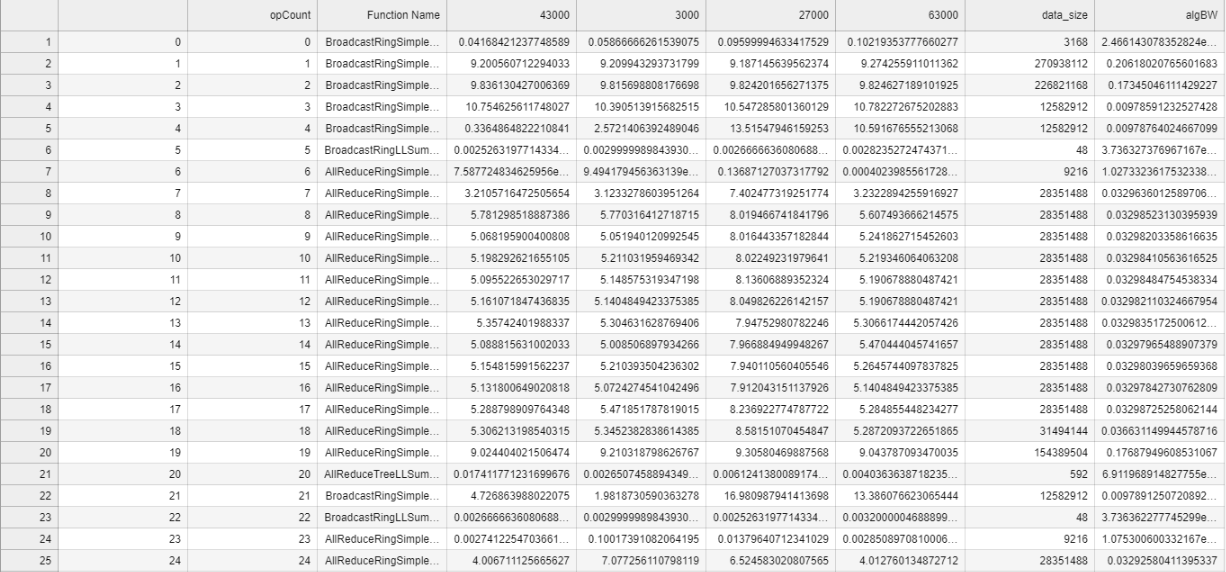 opCount Function Name 43000 3000 27000 63000 data_size algBW
1 0 0 BroadcastRingSimple... 0.04168421237748589 0.05866666261539075 0.09599994633417529 0.10219353777660277 3168 2.466143078352824e...
2 1 1 BroadcastRingSimple... 9.200560712294033 9.209943293731799 9.187145639562374 9.274255911011362 270938112 0.20618020765601683
3 2 2 BroadcastRingSimple... 9.836130427006369 9.815698808176698 9.824201656271375 9.824627189101925 226821168 0.17345046111429227
4 3 3 BroadcastRingSimple... 10.754625611748027 10.390513915682515 10.547285801360129 10.782272675202883 12582912 0.00978591232527428
5 4 4 BroadcastRingSimple... 0.3364864822210841 2.5721406392489046 13.51547946159253 10.591676555213068 12582912 0.00978764024667099
6 5 5 BroadcastRingLLSum... 0.0025263197714334... 0.0029999989843930... 0.0026666636080688... 0.0028235272474371... 48 3.736327376967167e...
7 6 6 AllReduceRingSimple... 7.587724834625956e... 9.494179456363139e... 0.13687127037317792 0.0004023985561728... 9216 1.0273323617532338...
8 7 7 AllReduceRingSimple... 3.2105716472505654 3.1233278603951264 7.402477319251774 3.2322894255916927 28351488 0.0329636012589706...
9 8 8 AllReduceRingSimple... 5.781298518887386 5.770316412718715 8.019466741841796 5.607493666214575 28351488 0.03298523130395939
10 9 9 AllReduceRingSimple... 5.068195900400808 5.051940120992545 8.016443357182844 5.241862715452603 28351488 0.03298203358616635
11 10 10 AllReduceRingSimple... 5.198292621655105 5.211031959469342 8.02249231979641 5.219346064063208 28351488 0.03298410563616525
12 11 11 AllReduceRingSimple... 5.095522653029717 5.148575319347198 8.13606889352324 5.190678880487421 28351488 0.03298484754538334
13 12 12 AllReduceRingSimple... 5.161071847436835 5.1404849423375385 8.049826226142157 5.190678880487421 28351488 0.032982110324667954
14 13 13 AllReduceRingSimple... 5.35742401988337 5.304631628769406 7.94752980782246 5.3066174442057426 28351488 0.0329835172500612...
15 14 14 AllReduceRingSimple... 5.088815631002033 5.008506897934266 7.966884949948267 5.470444045741657 28351488 0.03297965488907379
16 15 15 AllReduceRingSimple... 5.154815991562237 5.210393504236302 7.940110560405546 5.2645744097837825 28351488 0.03298039659659368
17 16 16 AllReduceRingSimple... 5.131800649020818 5.0724274541042496 7.912043151137926 5.1404849423375385 28351488 0.03297842730762809
18 17 17 AllReduceRingSimple... 5.288798909764348 5.471851787819015 8.236922774787722 5.284855448234277 28351488 0.03298725258062144
19 18 18 AllReduceRingSimple... 5.306213198540315 5.3452382838614385 8.58151070454847 5.2872093722651865 31494144 0.036631149944578716
20 19 19 AllReduceRingSimple... 9.024404021506474 9.210318798626767 9.30580469887568 9.043787093470035 154389504 0.17687949608531067
21 20 20 AllReduceTreeLLSum... 0.017411771231699676 0.0026507458894349... 0.0061241380089174... 0.0040363638718235... 592 6.911968914827755e...
22 21 21 BroadcastRingSimple... 4.726863988022075 1.9818730590363278 16.980987941413698 13.386076623065444 12582912 0.0097891250720892...
23 22 22 BroadcastRingLLSum... 0.0026666636080688... 0.0029999989843930... 0.0025263197714334... 0.0032000004688899... 48 3.736362277745299e...
24 23 23 AllReduceRingSimple... 0.0027412254703661... 0.10017391082064195 0.01379640712341029 0.0028508970810006... 9216 1.075300600332167e...
25 24 24 AllReduceRingSimple... 4.006711125665627 7.077256110798119 6.524583020807565 4.012760134872712 28351488 0.03292580411395337